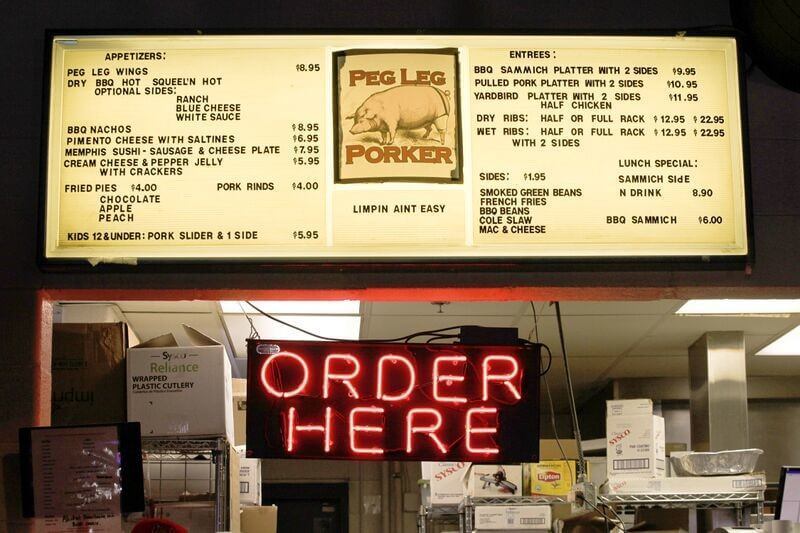 APPETIZERS:
PEG LEG WINGS $8.95
DRY BBQ HOT SQUEEL'N HOT
OPTIONAL SIDES:
RANCH
BLUE CHEESE
WHITE SAUCE
BBQ NACHOS $8.95
PIMENTO CHEESE WITH SALTINES $6.95
MEMPHIS SUSHI - SAUSAGE & CHEESE PLATE $7.95
CREAM CHEESE & PEPPER JELLY $5.95
WITH CRACKERS
FRIED PIES $4.00 PORK RINDS $4.00
CHOCOLATE
APPLE
PEACH
KIDS 12 & UNDER: PORK SLIDER & 1 SIDE $5.95
PEG LEG
PORKER
LIMPIN AINT EASY
ENTREES:
BBQ SAMMICH PLATTER WITH 2 SIDES $9.95
PULLED PORK PLATTER WITH 2 SIDES $10.95
YARDBIRD PLATTER WITH 2 SIDES $11.95
HALF CHICKEN
DRY RIBS: HALF OR FULL RACK $12.95 $22.95
WET RIBS: HALF OR FULL RACK $12.95 $22.95
WITH 2 SIDES
SIDES: $1.95
SMOKED GREEN BEANS
FRENCH FRIES
BBQ BEANS
COLE SLAW
MAC & CHEESE
LUNCH SPECIAL:
SAMMICH SIdE
N DRINK 8.90
BBQ SAMMICH $6.00
ORDER
HERE
Sysco
Reliance
WRAPPED
PLASTIC CUTLERY
SYSCO
SYSCO
Lipton